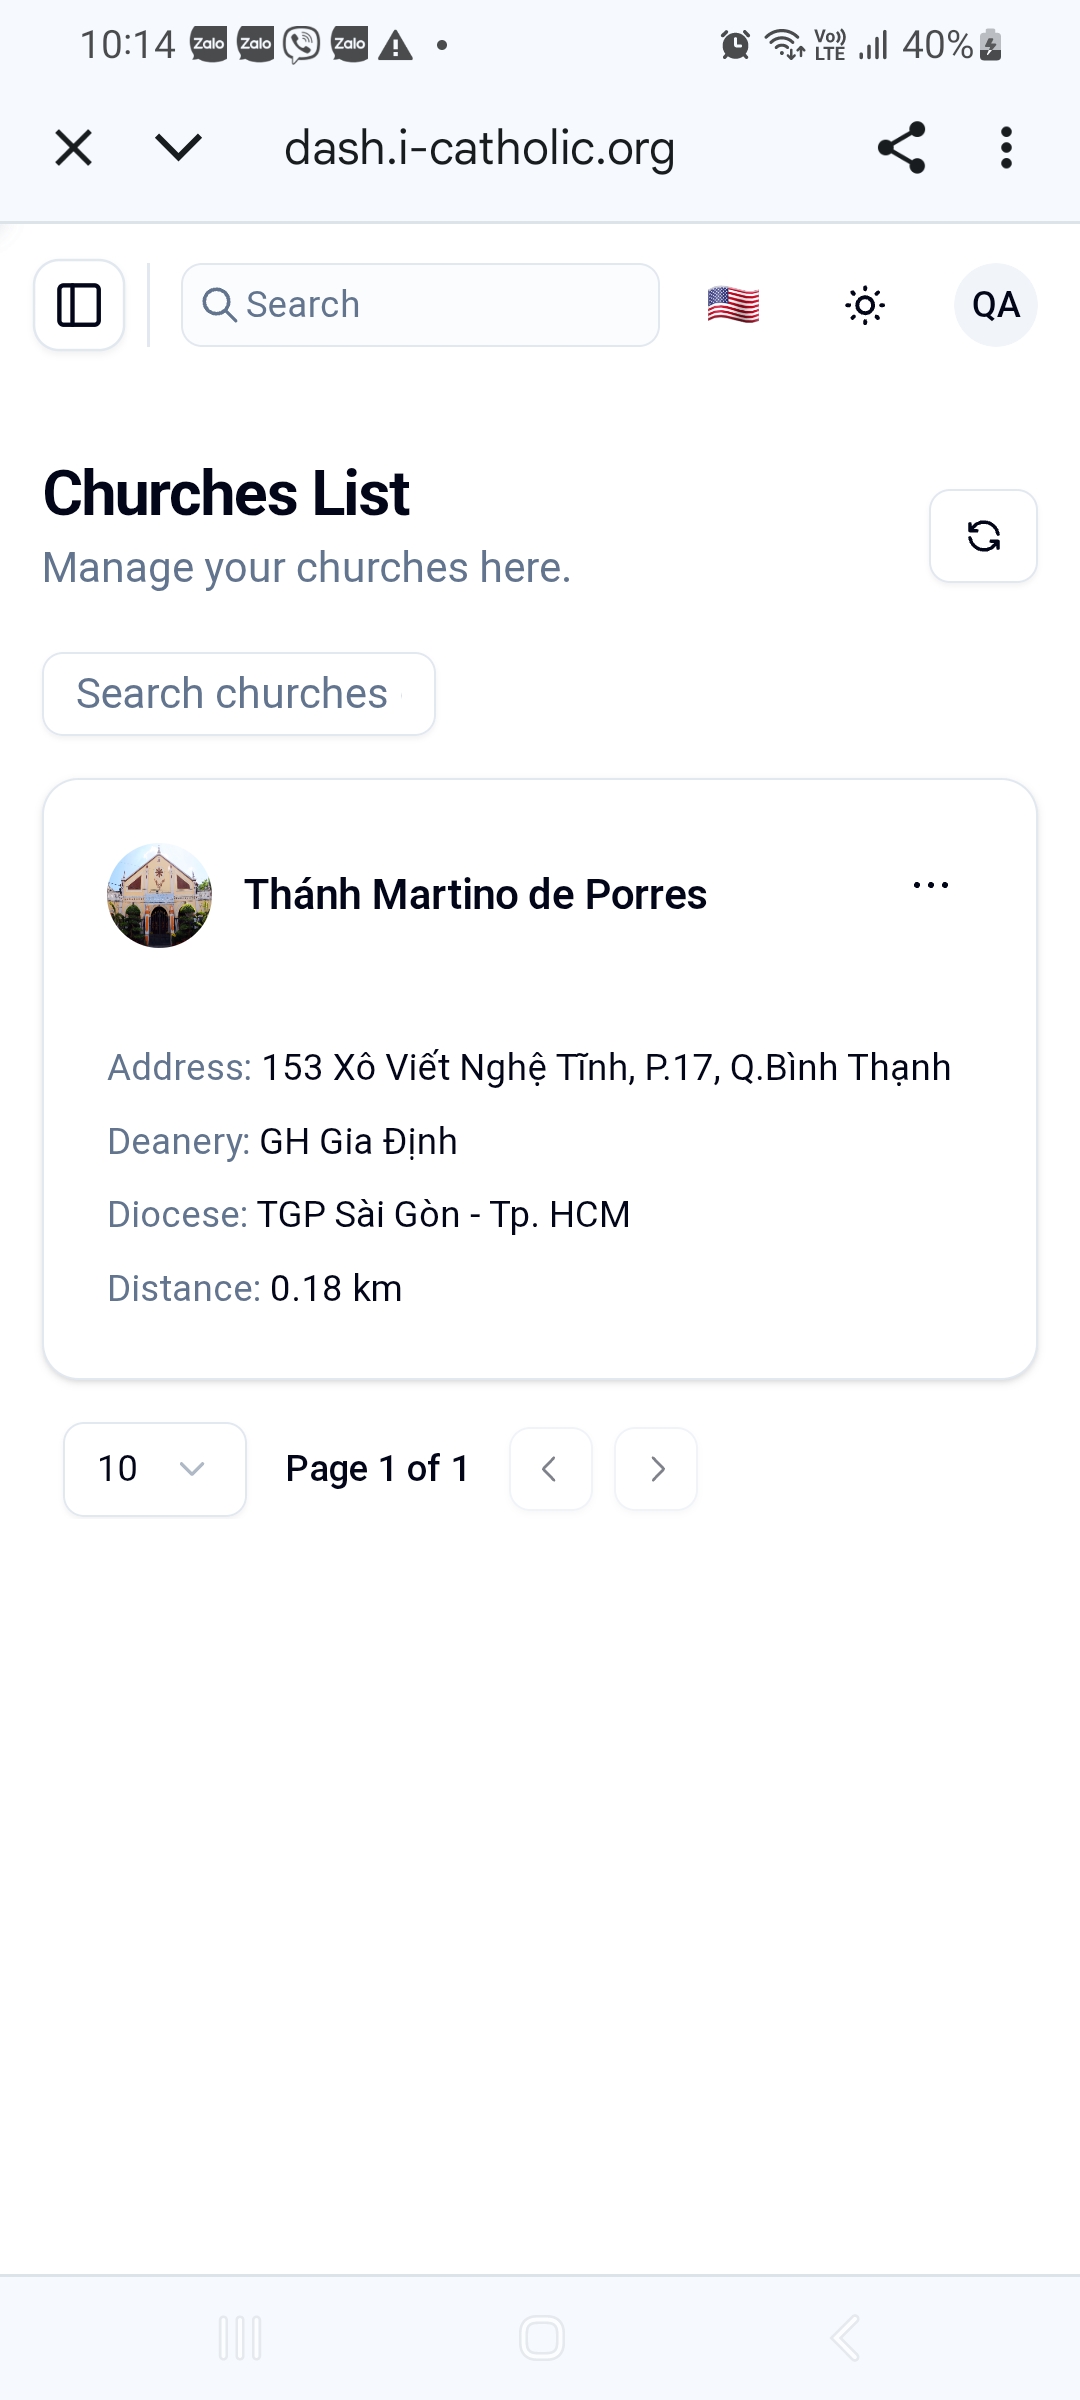 10:14 Zalo Zalo Zalo Vo)) LTE 40%
dash.i-catholic.org
Search QA
Churches List
Manage your churches here.
Search churches
Thánh Martino de Porres
Address: 153 Xô Viết Nghệ Tĩnh, P.17, Q.Bình Thạnh
Deanery: GH Gia Định
Diocese: TGP Sài Gòn - Tp. HCM
Distance: 0.18 km
10 Page 1 of 1